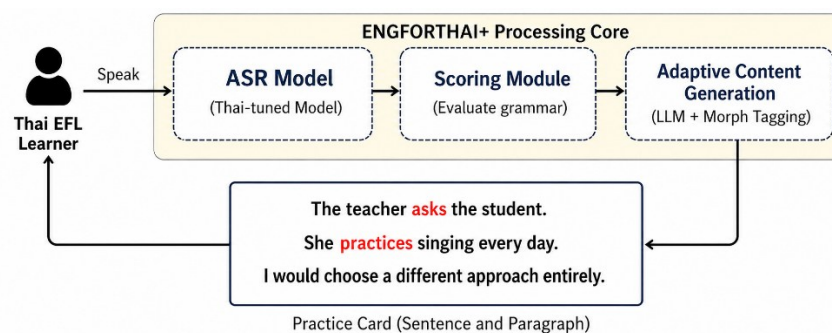 ENGFORTHAI+ Processing Core
Speak
Thai EFL
Learner
ASR Model
(Thai-tuned Model)
Scoring Module
(Evaluate grammar)
Adaptive Content
Generation
(LLM + Morph Tagging)
The teacher asks the student.
She practices singing every day.
I would choose a different approach entirely.
Practice Card (Sentence and Paragraph)